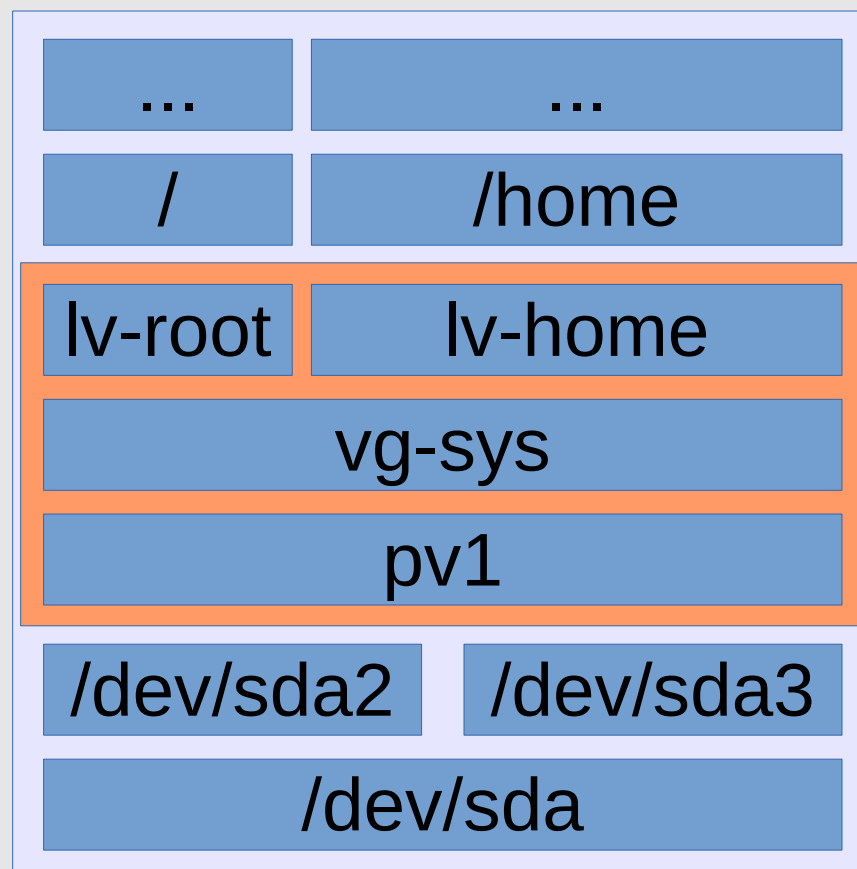 ... ...
/ /home
lv-root lv-home
vg-sys
pv1
/dev/sda2 /dev/sda3
/dev/sda